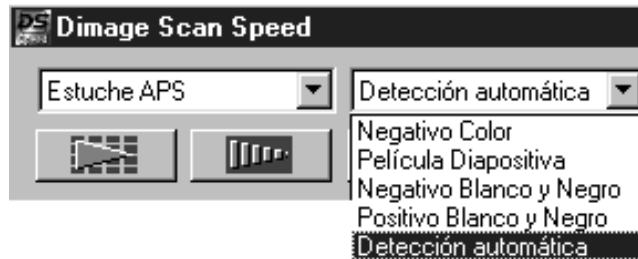 Dimage Scan Speed
Estuche APS
Detección automática
Negativo Color
Película Diapositiva
Negativo Blanco y Negro
Positivo Blanco y Negro
Detección automática